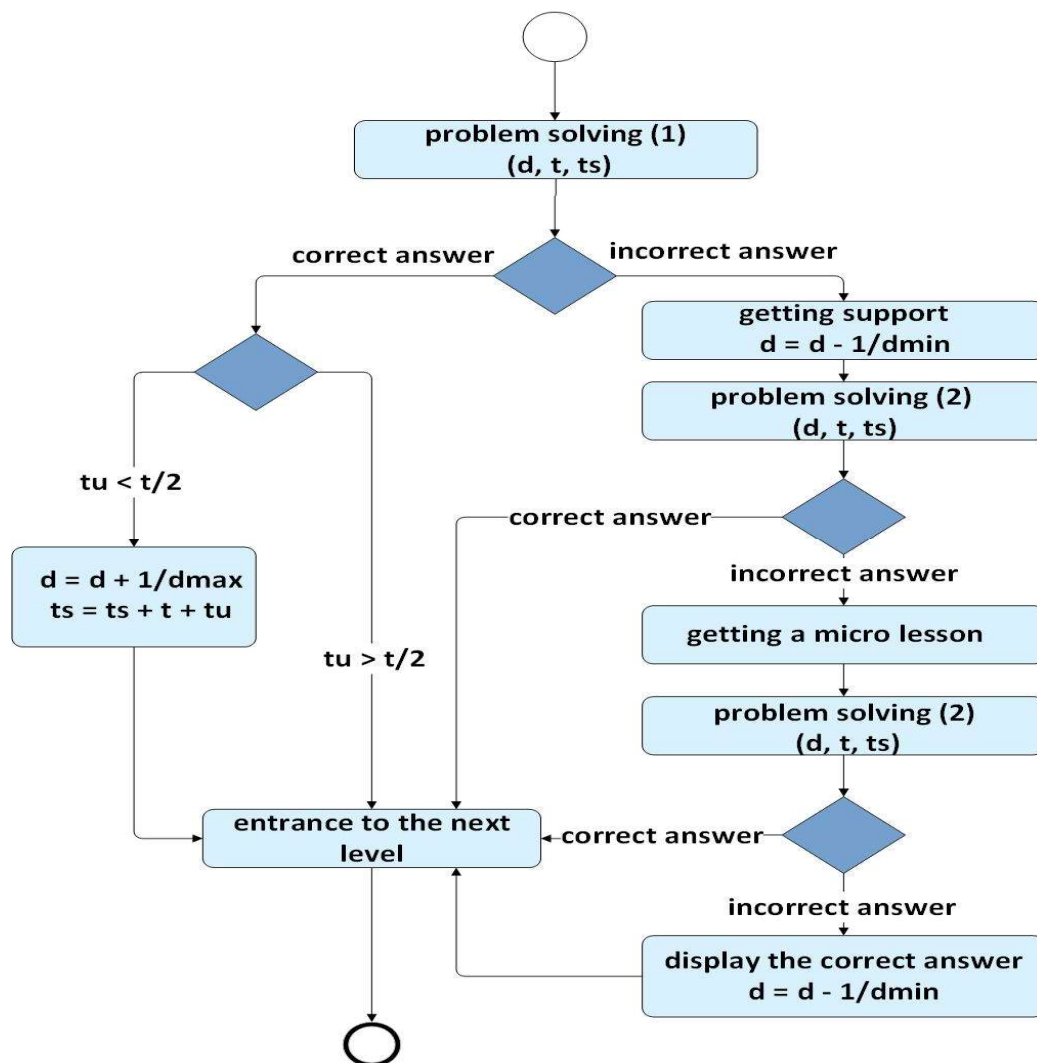 problem solving (1)
(d, t, ts)
correct answer
incorrect answer
getting support
d = d - 1/dmin
problem solving (2)
(d, t, ts)
tu < t/2
correct answer
incorrect answer
d = d + 1/dmax
ts = ts + t + tu
getting a micro lesson
tu > t/2
problem solving (2)
(d, t, ts)
entrance to the next
level
correct answer
incorrect answer
display the correct answer
d = d - 1/dmin